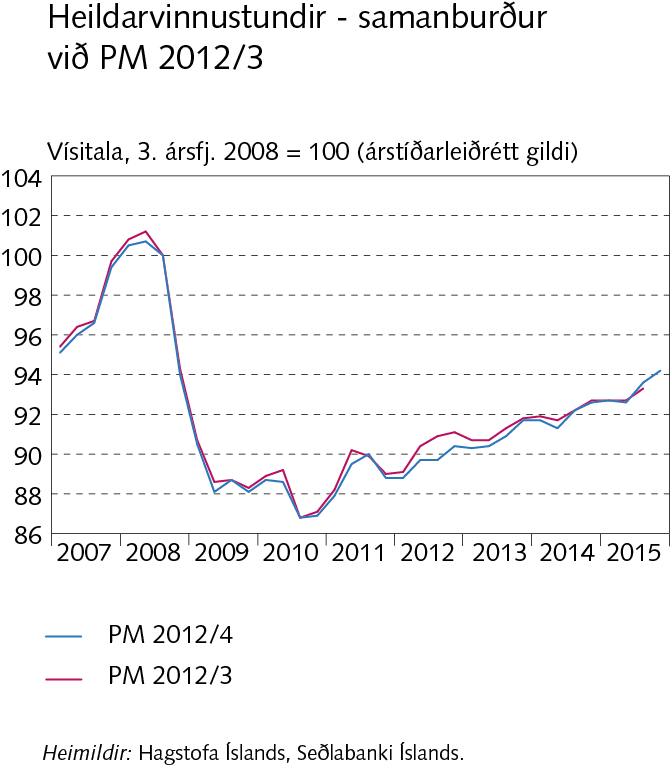 Heildarvinnustundir - samanburður
við PM 2012/3
Vísitala, 3. ársfj. 2008 = 100 (árstíðarleiðrétt gildi)
104
102
100
98
96
94
92
90
88
86
2007 2008 2009 2010 2011 2012 2013 2014 2015
PM 2012/4
PM 2012/3
Heimildir: Hagstofa Íslands, Seðlabanki Íslands.